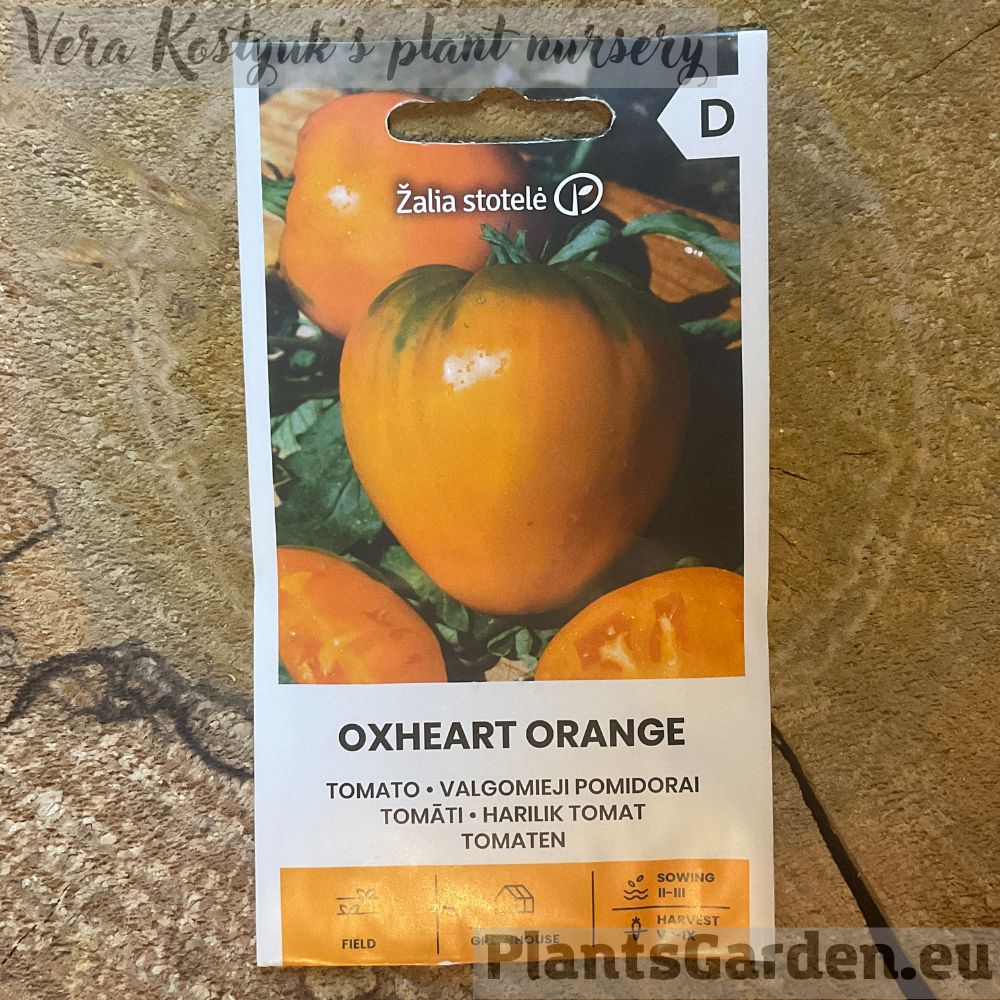 Vera Kostyuk's plant nursery
D
Žalia stotelė
OXHEART ORANGE
TOMATO • VALGOMIEJI POMIDORAI
TOMĀTI • HARILIK TOMAT
TOMATEN
FIELD
GREENHOUSE
SOWING
II-III
HARVEST
PlantsGarden.eu